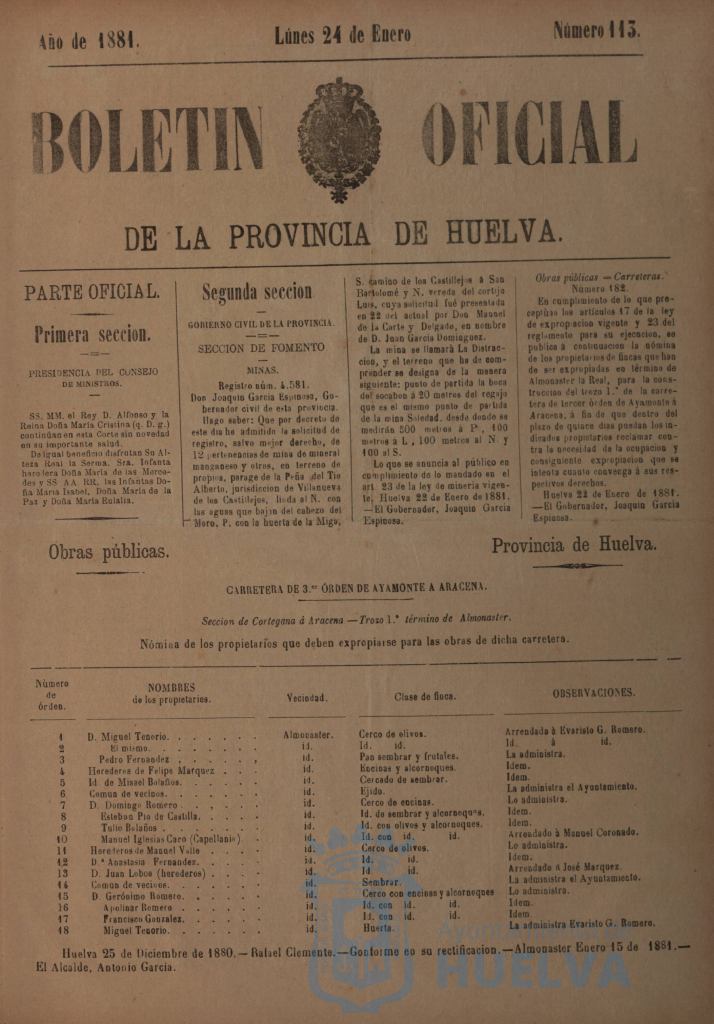 Año de 1881.
Lúnes 24 de Enero
Número 113.
BOLETIN OFICIAL
DE LA PROVINCIA DE HUELVA.
PARTE OFICIAL.
Primera seccion.
PRESIDENCIA DEL CONSEJO
DE MINISTROS.
SS. MM. el Rey D. Alfonso y la
Reina Doña María Cristina (q. D. g.)
continúan en esta Corte sin novedad
en su importante salud.
De igual beneficio disfrutan Su Al-
teza Real la Serma. Sra. Infanta
heredera Doña María de las Merce-
des y SS AA. RR. las Infantas Do-
ña María Isabel, Doña María de la
Paz y Doña María Eulalia.
Segunda seccion
GOBIERNO CIVIL DE LA PROVINCIA.
SECCION DE FOMENTO
MINAS.
Registro núm. 4.581.
Don Joaquin Garcia Espinosa, Go-
bernador civil de esta provincia.
Hago saber: Que por decreto de
este dia he admitido la solicitud de
registro, salvo mejor derecho, de
12 pertenencias de mina de mineral
manganeso y otros, en terreno de
propios, parage de la Peña del Tio
Alberto, jurisdicion de Villanueva
de los Castillejos, linda al N. con
las aguas que bajan del cabezo del
Moro, P. con la huerta de la Miga,
S. camino de los Castillejos á San
Bartolomé y N. vereda del cortijo
Luis, cuya solicitud fué presentada
en 22 del actual por Don Manuel
de la Corte y Delgado, en nombre
de D. Juan Garcia Dominguez.
La mina se llamará La Distrac-
cion, y el terreno que ha de com-
prender se designa de la manera
siguiente: punto de partida la boca
del socabon á 20 metros del regajo
que es el mismo punto de partida
de la mina Soledad, desde donde se
medirán 500 metros á P., 100
metros á L, 100 metros al N. y
100 al S.
Lo que se anuncia al público en
cumplimiento de lo mandado en el
art. 23 de la ley de mineria vigen-
te, Huelva 22 de Enero de 1881.
—El Gobernador, Joaquin Garcia
Espinosa.
Obras públicas — Carreteras.
Número 182.
En cumplimiento de lo que pre-
ceptúan los artículos 17 de la ley
de expropiacion vigente y 23 del
reglamento para su ejecucion, se
publica á continuacion la nómina
de los propietarios de fincas que han
de ser expropiadas en término de
Almonaster la Real, para la cons-
truccion del trozo 1.º de la carre-
tera de tercer órden de Ayamonte á
Aracena, á fin de que dentro del
plazo de quince dias puedan los in-
dicados propietarios reclamar con-
tra la necesidad de la ocupacion y
consiguiente expropiacion que se
intenta cuanto convenga á sus res-
pectivos derechos.
Huelva 22 de Enero de 1881.
—El Gobernador, Joaquin Garcia
Espinosa.
Obras públicas.
Provincia de Huelva.
CARRETERA DE 3.er ÓRDEN DE AYAMONTE A ARACENA.
Seccion de Cortegana á Aracena —Trozo 1.º término de Almonaster.
Nómina de los propietarios que deben expropiarse para las obras de dicha carretera.
Número de órden. NOMBRES de los propietarios. Veciedad. Clase de finca. OBSERVACIONES.
1 D. Miguel Tenorio. Almonaster. Cerco de olivos. Arrendada á Evaristo G. Romero.
2 El mismo. id. Id. id. Id. á id.
3 Pedro Fernandez id. Pan sembrar y frutales. La administra.
4 Herederos de Felipe Marquez id. Encinas y alcornoques. Idem.
5 Id. de Misael Bolaños. id. Cercado de sembrar. Idem.
6 Comun de vecinos. id. Ejido. La administra el Ayuntamiento.
7 D. Domingo Romero id. Cerco de encinas. Lo administra.
8 Esteban Pio de Castilla. id. Id. de sembrar y alcornoques. Idem.
9 Tulio Bolaños id. Id. con olivos y alcornoques. Idem.
10 Manuel Iglesias Caro (Capellania) id. Id. con id. id. Arrendado á Manuel Coronado.
11 Herederos de Manuel Valle id. Cerco de olivos. Lo administra.
12 D.ª Anastasia Fernandez. id. Id. id. Idem.
13 D. Juan Lobos (herederos) id. Id. id. Arrendado á José Marquez.
14 Comun de vecinos. id. Sembrar. La administra el Ayuntamiento.
15 D. Gerónimo Romero. id. Cerco con encinas y alcornoques Lo administra.
16 Apolinar Romero id. Id. con id. id. Idem.
17 Francisco Gonzalez. id. Id. con id. id. Idem.
18 Miguel Tenorio. id. Huerta. La administra Evaristo G. Romero.
Huelva 25 de Diciembre de 1880.—Rafael Clemente.—Conforme en su rectificacion.—Almonaster Enero 15 de 1881.—
El Alcalde, Antonio Garcia.
HUELVA